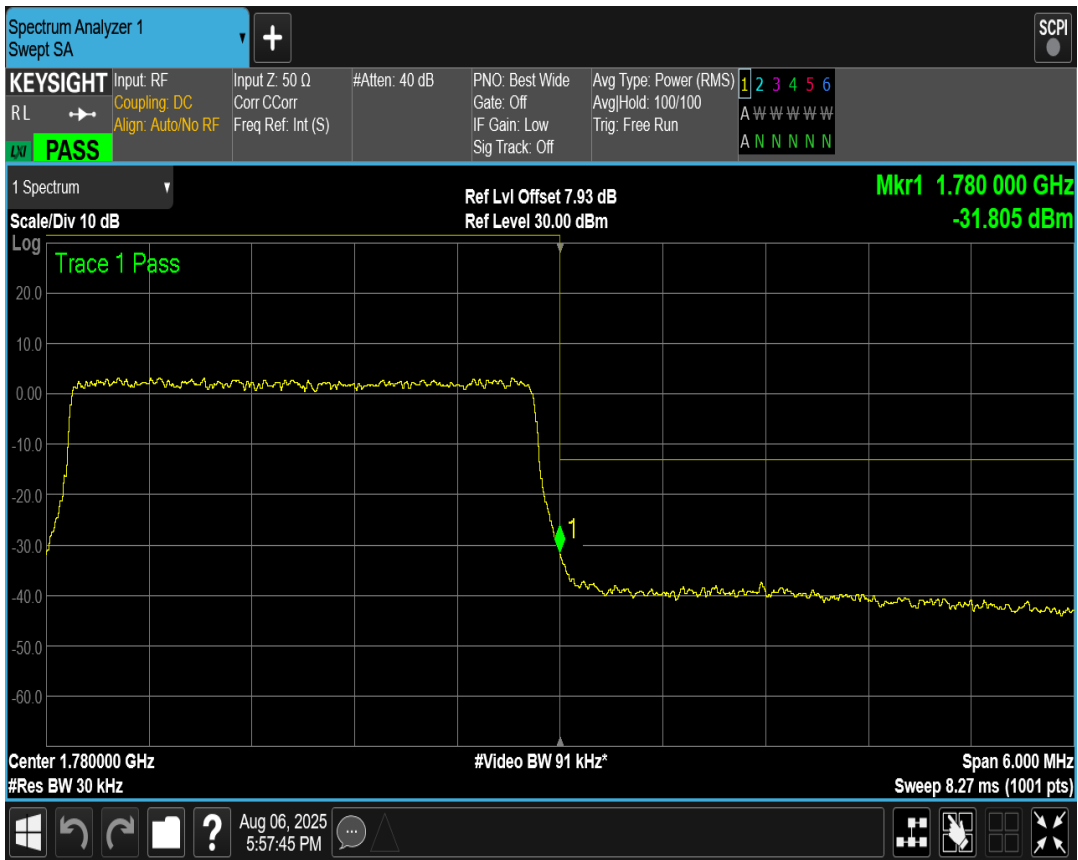 Spectrum Analyzer 1
Swept SA
SCPI
KEYSIGHT
RL
LXI PASS
Input: RF
Coupling: DC
Align: Auto/No RF
Input Z: 50 Ω
Corr CCorr
Freq Ref: Int (S)
#Atten: 40 dB
PNO: Best Wide
Gate: Off
IF Gain: Low
Sig Track: Off
Avg Type: Power (RMS)
Avg|Hold: 100/100
Trig: Free Run
1 2 3 4 5 6
A W W W W W
A N N N N N
1 Spectrum
Scale/Div 10 dB
Ref Lvl Offset 7.93 dB
Ref Level 30.00 dBm
Mkr1 1.780 000 GHz
-31.805 dBm
Log
Trace 1 Pass
20.0
10.0
0.00
-10.0
-20.0
-30.0
-40.0
-50.0
-60.0
1
Center 1.780000 GHz
#Res BW 30 kHz
#Video BW 91 kHz*
Span 6.000 MHz
Sweep 8.27 ms (1001 pts)
?
Aug 06, 2025
5:57:45 PM